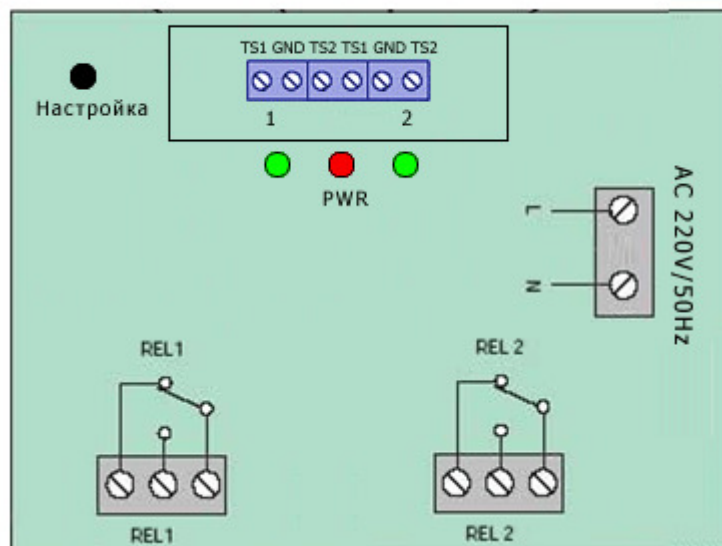 TS1 GND TS2 TS1 GND TS2
Настройка
1 2
PWR
AC 220V/50Hz
L
N
REL1 REL 2
REL1 REL 2